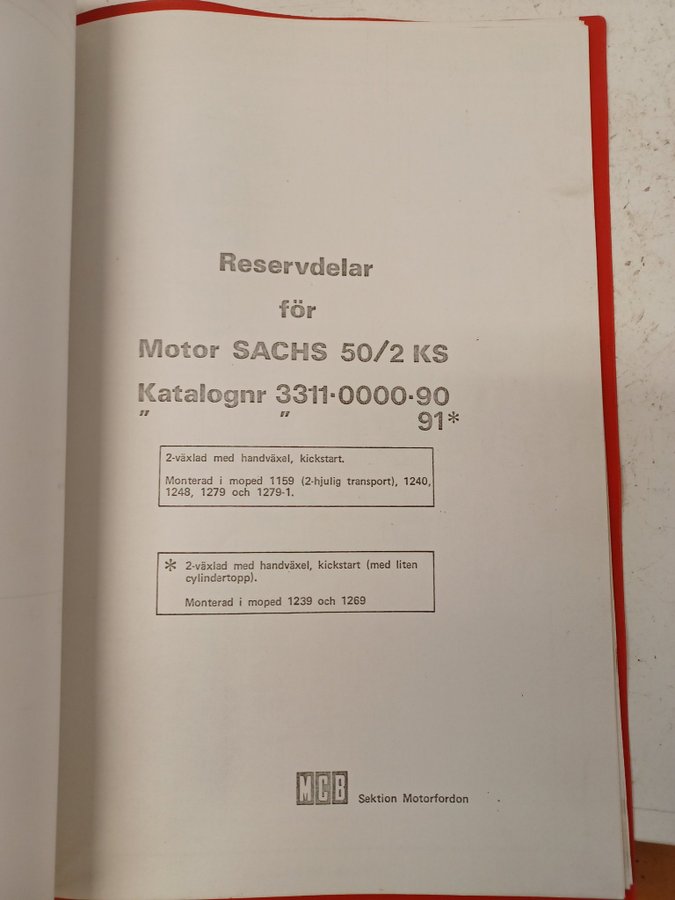 Reservdelar
för
Motor SACHS 50/2 KS
Katalognr 3311-0000-90
" " 91*
2-växlad med handväxel, kickstart.
Monterad i moped 1159 (2-hjulig transport), 1240,
1248, 1279 och 1279-1.
* 2-växlad med handväxel, kickstart (med liten
cylindertopp).
Monterad i moped 1239 och 1269
MCB Sektion Motorfordon